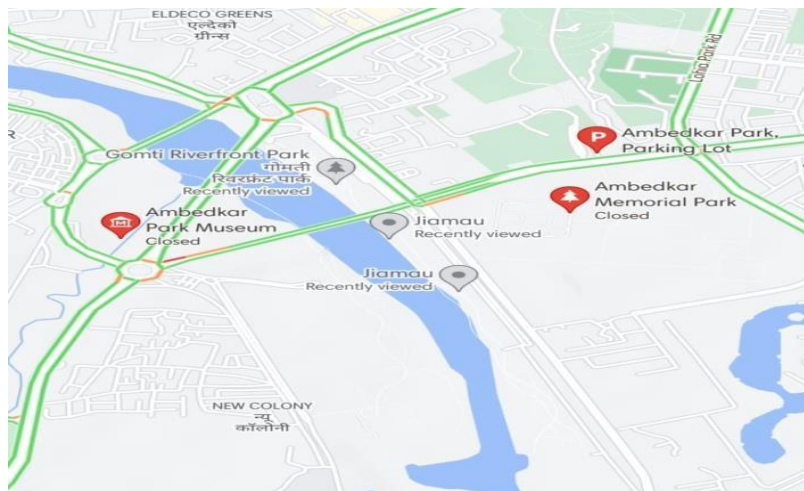 ELDECO GREENS
एल्देको
ग्रीन्स
Lohia Park Rd
R
P
Ambedkar Park,
Parking Lot
Gomti Riverfront Park
गोमती
रिवरफ्रंट पार्क
Recently viewed
Ambedkar
Memorial Park
Closed
Ambedkar
Park Museum
Closed
M
Jiamau
Recently viewed
Jiamau
Recently viewed
NEW COLONY
न्यू
कॉलोनी